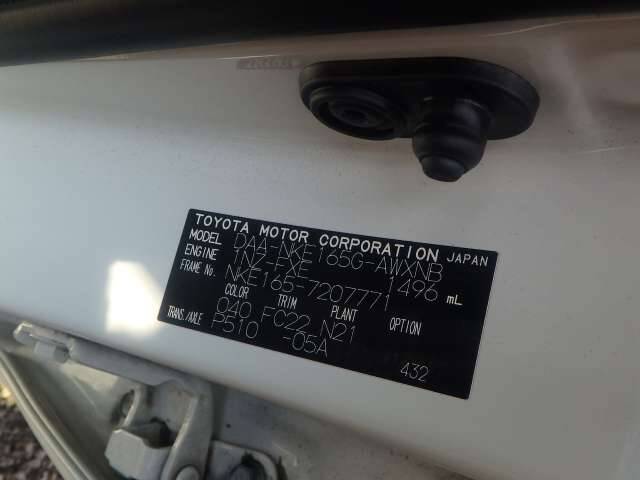 TOYOTA MOTOR CORPORATION JAPAN
MODEL DAA-NKE165G-AWXNB
ENGINE 1NZ-FXE 1496 mL
FRAME No. NKE165-7207771
COLOR TRIM PLANT OPTION
040 FC22 N21
TRANS./AXLE P510 -05A
432